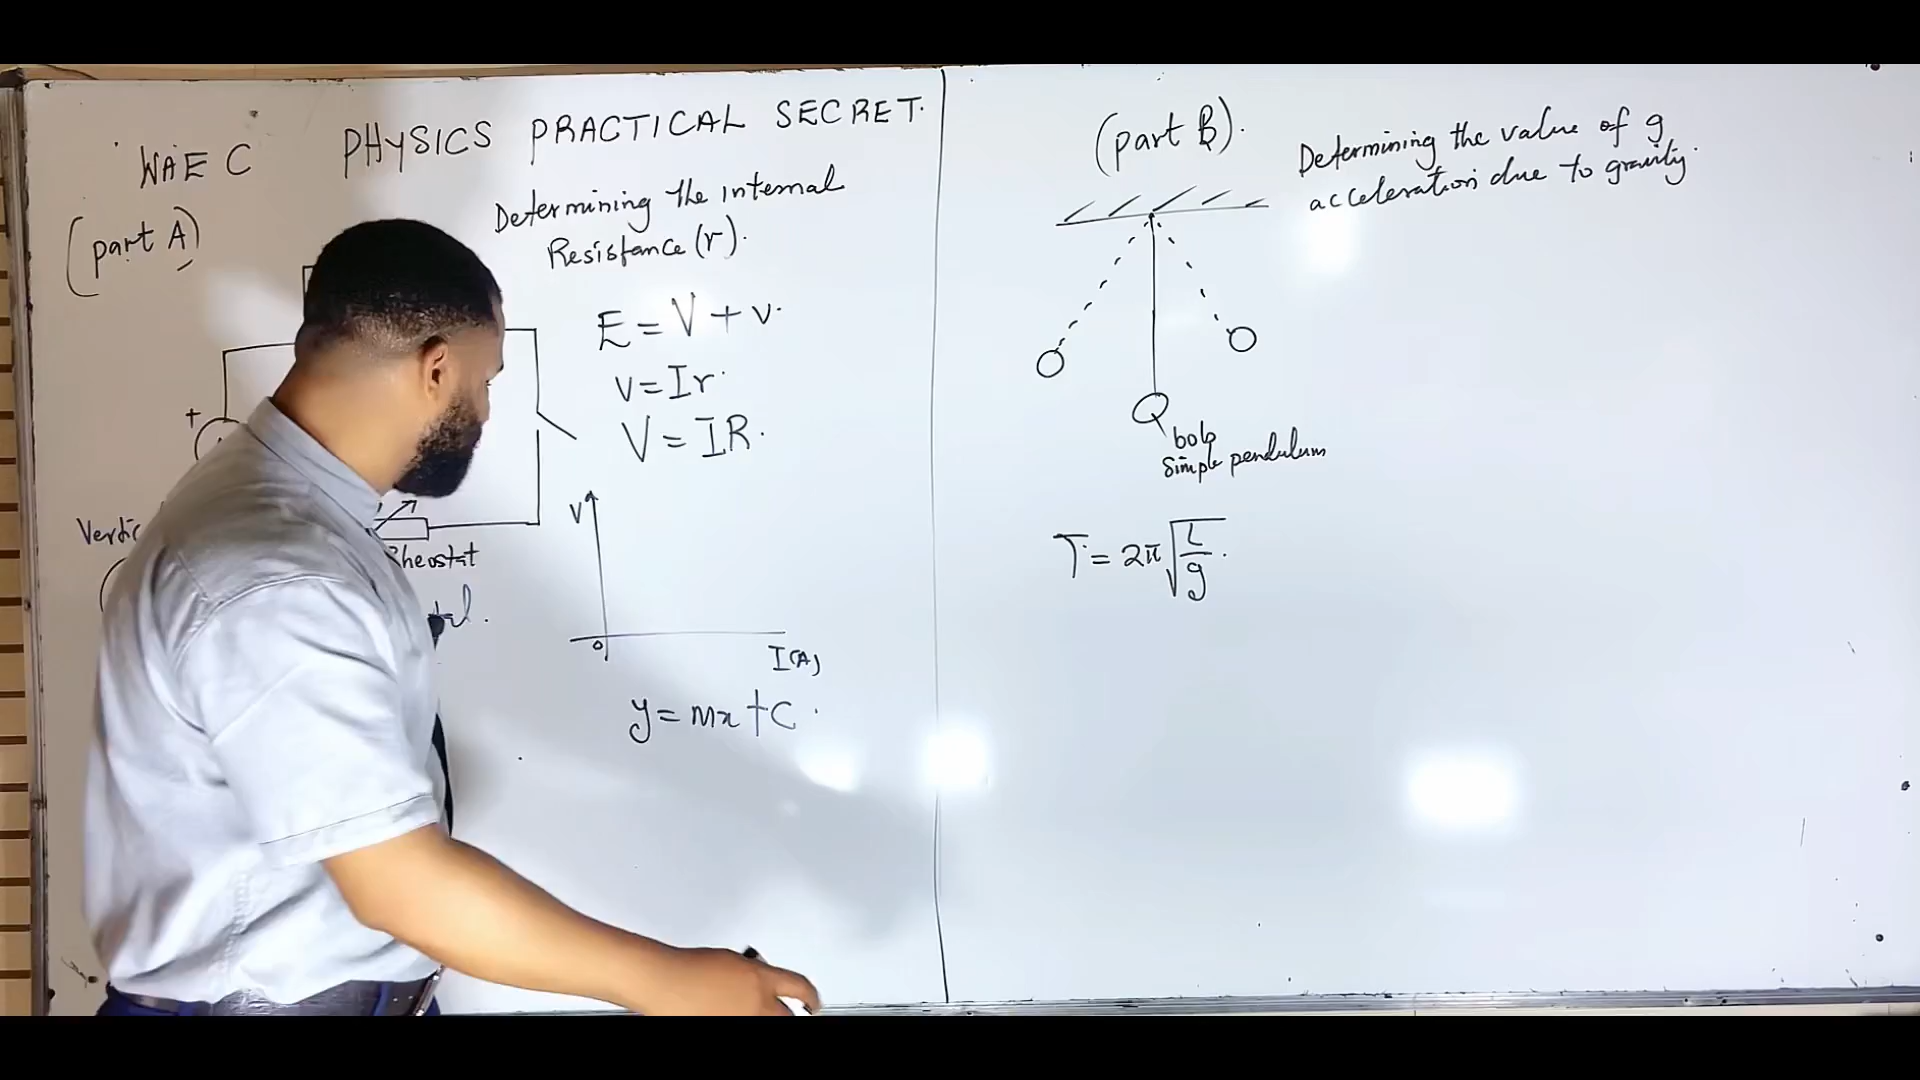 WAEC PHYSICS PRACTICAL SECRET.
(part A)
Determining the internal
Resistance (r).
E = V + v.
v = Ir.
V = IR.
+
V
0
I(A)
y = mx + C.
(part B).
Determining the value of g
acceleration due to gravity.
bob
Simple pendulum
T = 2π√(L/g).